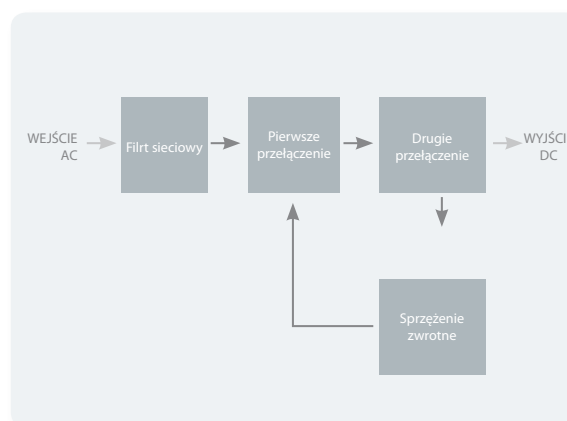 WEJŚCIE
AC
Filrt sieciowy
Pierwsze
przełączenie
Drugie
przełączenie
WYJŚCI
DC
Sprzężenie
zwrotne